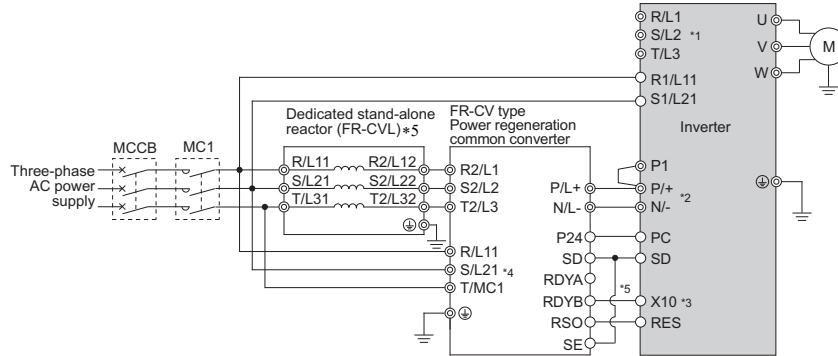 R/L1
S/L2 *1
T/L3
R1/L11
S1/L21
U
V
W
M
Inverter
Dedicated stand-alone
reactor (FR-CVL)*5
FR-CV type
Power regeneration
common converter
MCCB
MC1
Three-phase
AC power
supply
R/L11
R2/L12
S/L21
S2/L22
T/L31
T2/L32
R2/L1
S2/L2
T2/L3
R/L11
S/L21 *4
T/MC1
P/L+
N/L-
P24
SD
RDYA
RDYB
RSO
SE
*5
P1
P/+
*2
N/-
PC
SD
X10 *3
RES